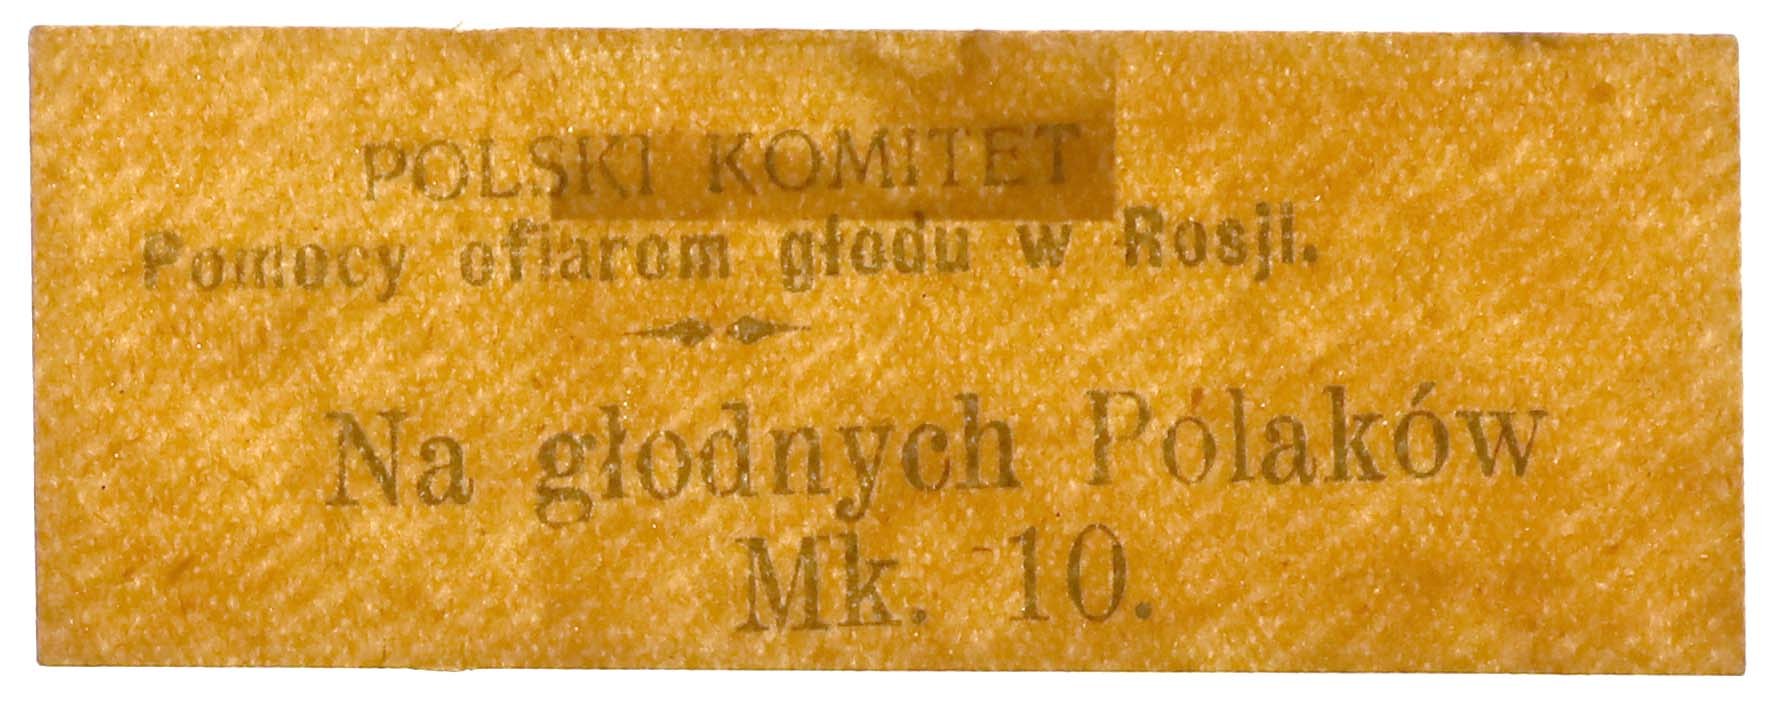 POLSKI KOMITET
Pomocy ofiarom głodu w Rosji.
Na głodnych Polaków
Mk. 10.